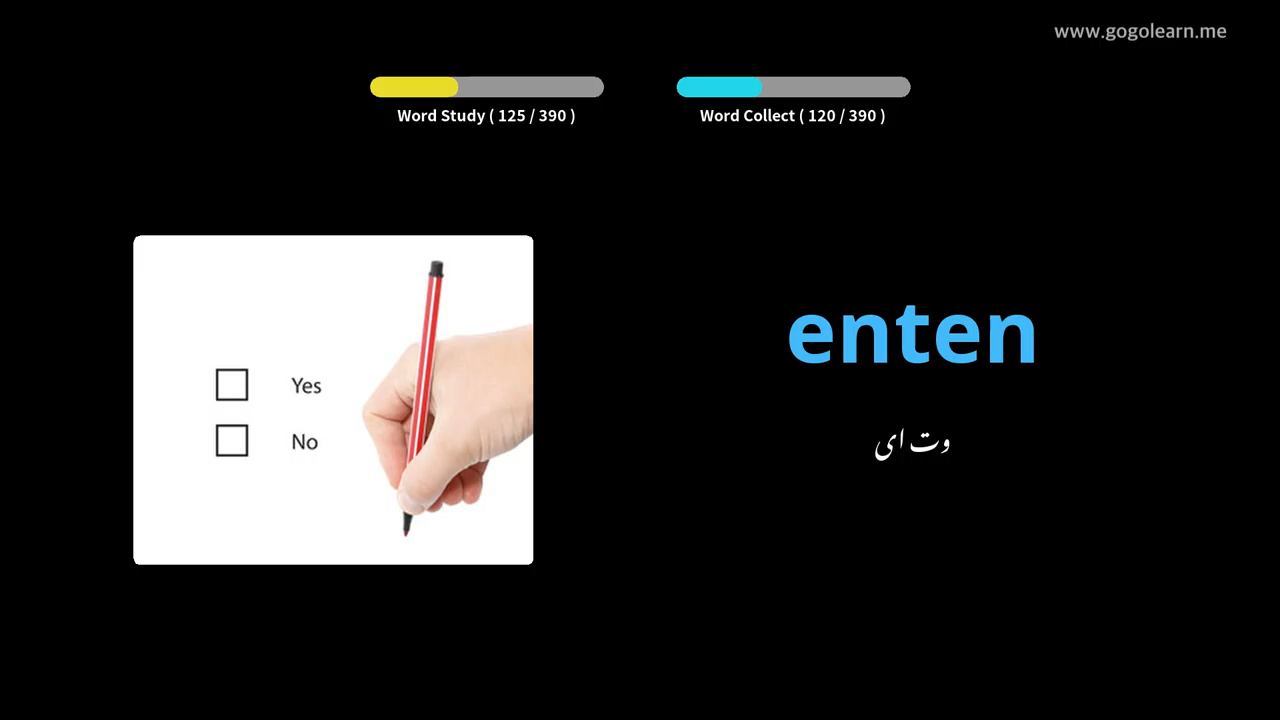 www.gogolearn.me
Word Study ( 125 / 390 )
Word Collect ( 120 / 390 )
Yes
No
enten
وت ای